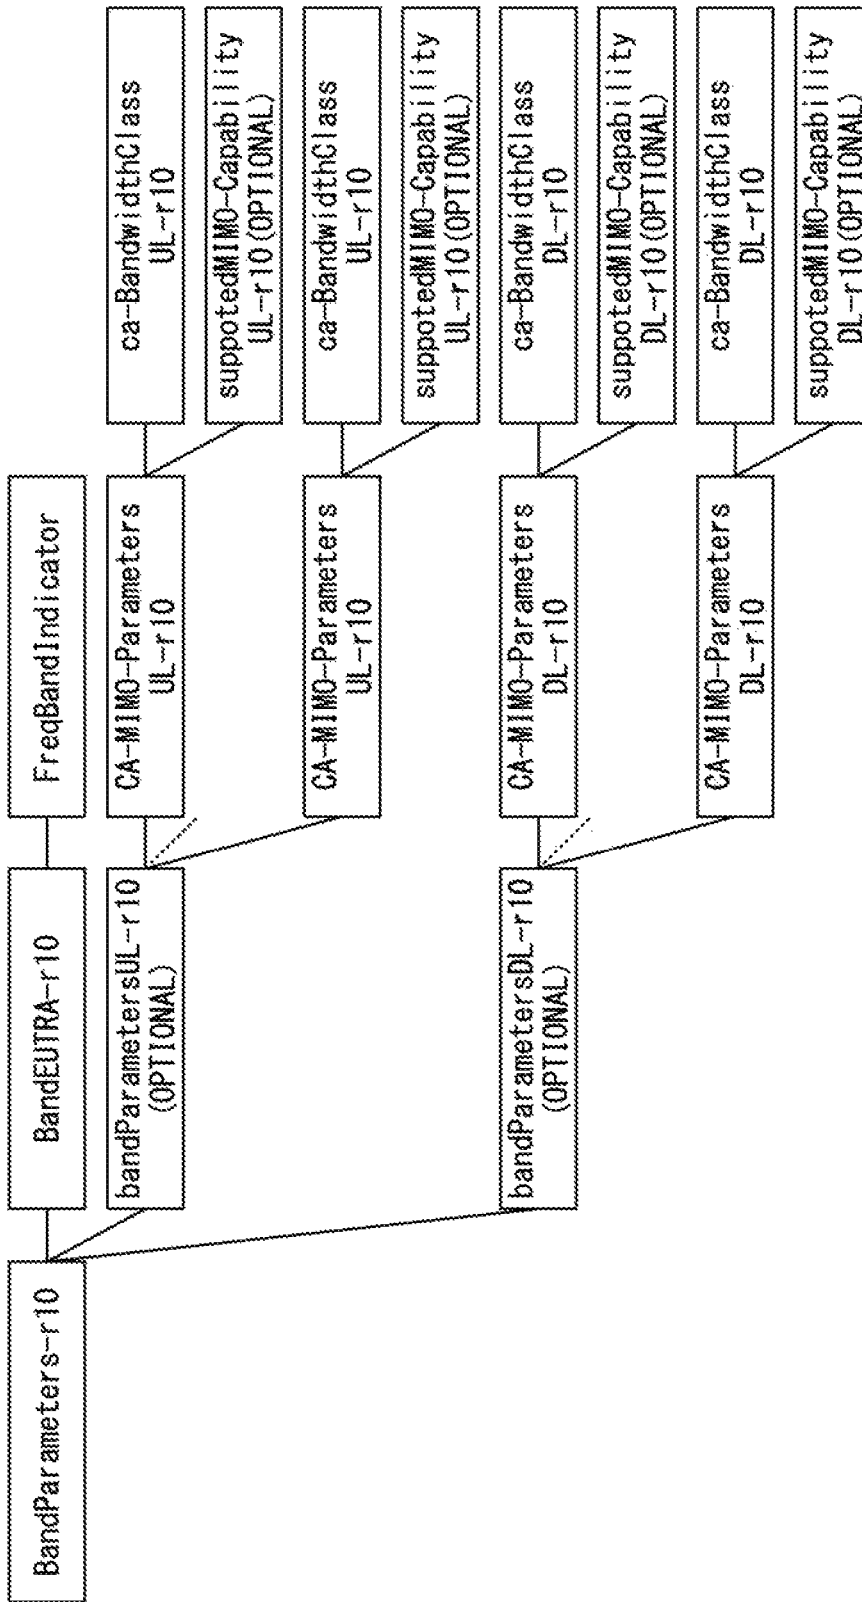 BandParameters-r10
BandEUTRA-r10
FreqBandIndicator
bandParametersUL-r10
(OPTIONAL)
CA-MIMO-Parameters
UL-r10
ca-BandwidthClass
UL-r10
suppotedMIMO-Capability
UL-r10(OPTIONAL)
CA-MIMO-Parameters
UL-r10
ca-BandwidthClass
UL-r10
suppotedMIMO-Capability
UL-r10(OPTIONAL)
bandParametersDL-r10
(OPTIONAL)
CA-MIMO-Parameters
DL-r10
ca-BandwidthClass
DL-r10
suppotedMIMO-Capability
DL-r10(OPTIONAL)
CA-MIMO-Parameters
DL-r10
ca-BandwidthClass
DL-r10
suppotedMIMO-Capability
DL-r10(OPTIONAL)